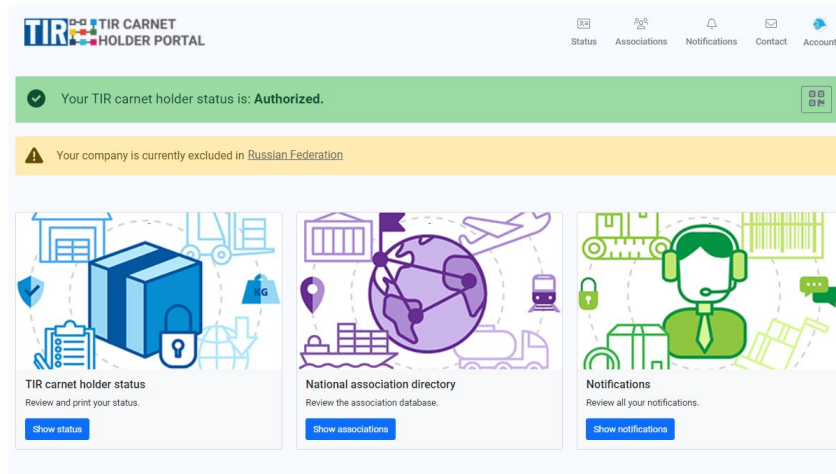 TIR TIR CARNET
HOLDER PORTAL
Status Associations Notifications Contact Account
Your TIR carnet holder status is: Authorized.
Your company is currently excluded in Russian Federation
KG
TIR carnet holder status
Review and print your status.
Show status
National association directory
Review the association database.
Show associations
Notifications
Review all your notifications.
Show notifications